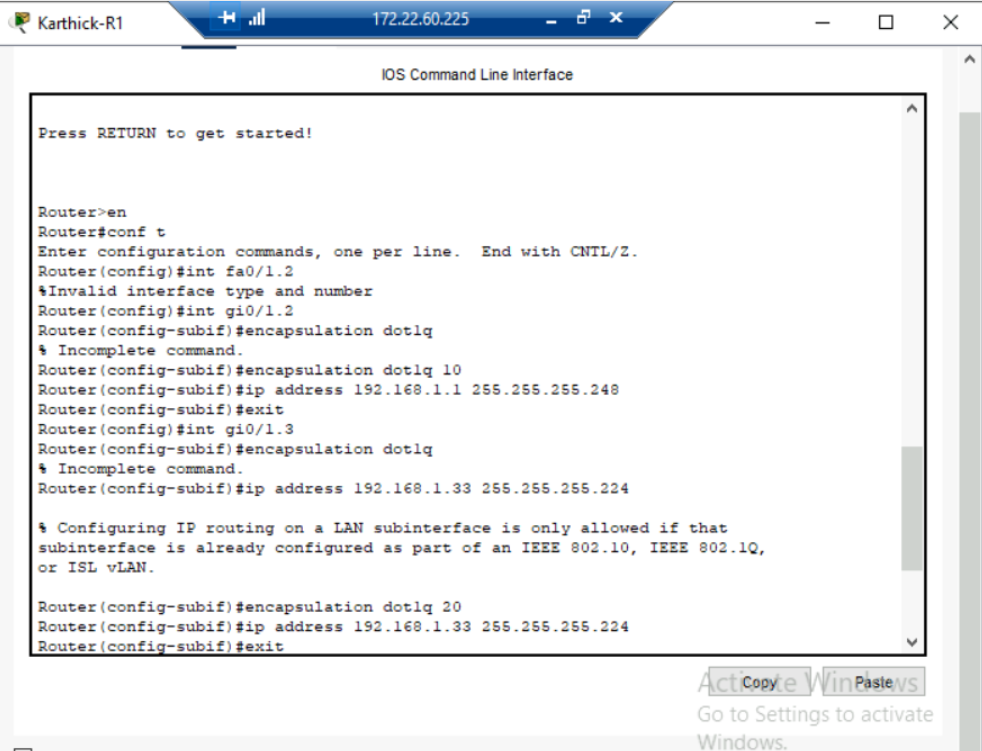 Karthick-R1
172.22.60.225
IOS Command Line Interface
Press RETURN to get started!
Router>en
Router#conf t
Enter configuration commands, one per line.  End with CNTL/Z.
Router(config)#int fa0/1.2
%Invalid interface type and number
Router(config)#int gi0/1.2
Router(config-subif)#encapsulation dot1q
% Incomplete command.
Router(config-subif)#encapsulation dot1q 10
Router(config-subif)#ip address 192.168.1.1 255.255.255.248
Router(config-subif)#exit
Router(config)#int gi0/1.3
Router(config-subif)#encapsulation dot1q
% Incomplete command.
Router(config-subif)#ip address 192.168.1.33 255.255.255.224
% Configuring IP routing on a LAN subinterface is only allowed if that
subinterface is already configured as part of an IEEE 802.10, IEEE 802.1Q,
or ISL vLAN.
Router(config-subif)#encapsulation dot1q 20
Router(config-subif)#ip address 192.168.1.33 255.255.255.224
Router(config-subif)#exit
Copy
Paste
Activate Windows
Go to Settings to activate
Windows.